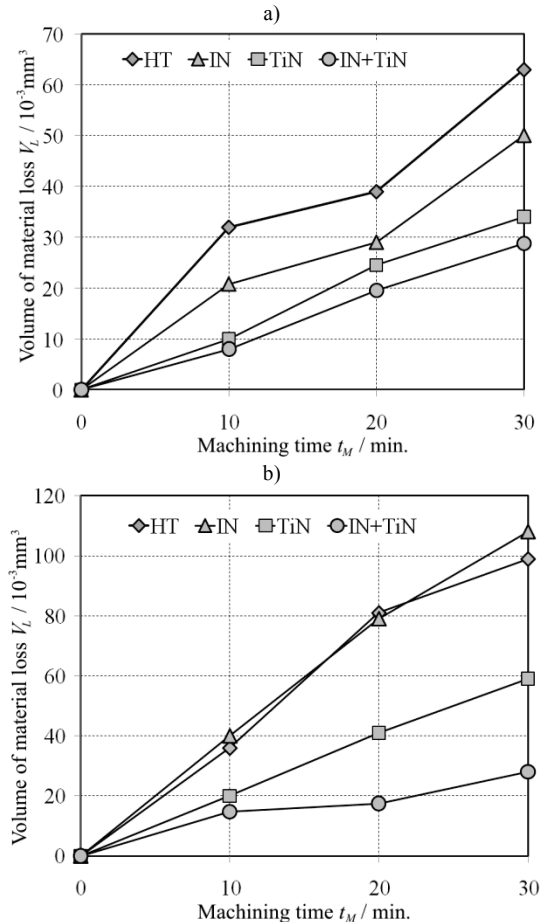 a)
70
60
50
40
30
20
10
0
HT IN TiN IN+TiN
Volume of material loss V_L / 10⁻³mm³
0 10 20 30
Machining time t_M / min.
b)
120
100
80
60
40
20
0
HT IN TiN IN+TiN
Volume of material loss V_L / 10⁻³mm³
0 10 20 30
Machining time t_M / min.